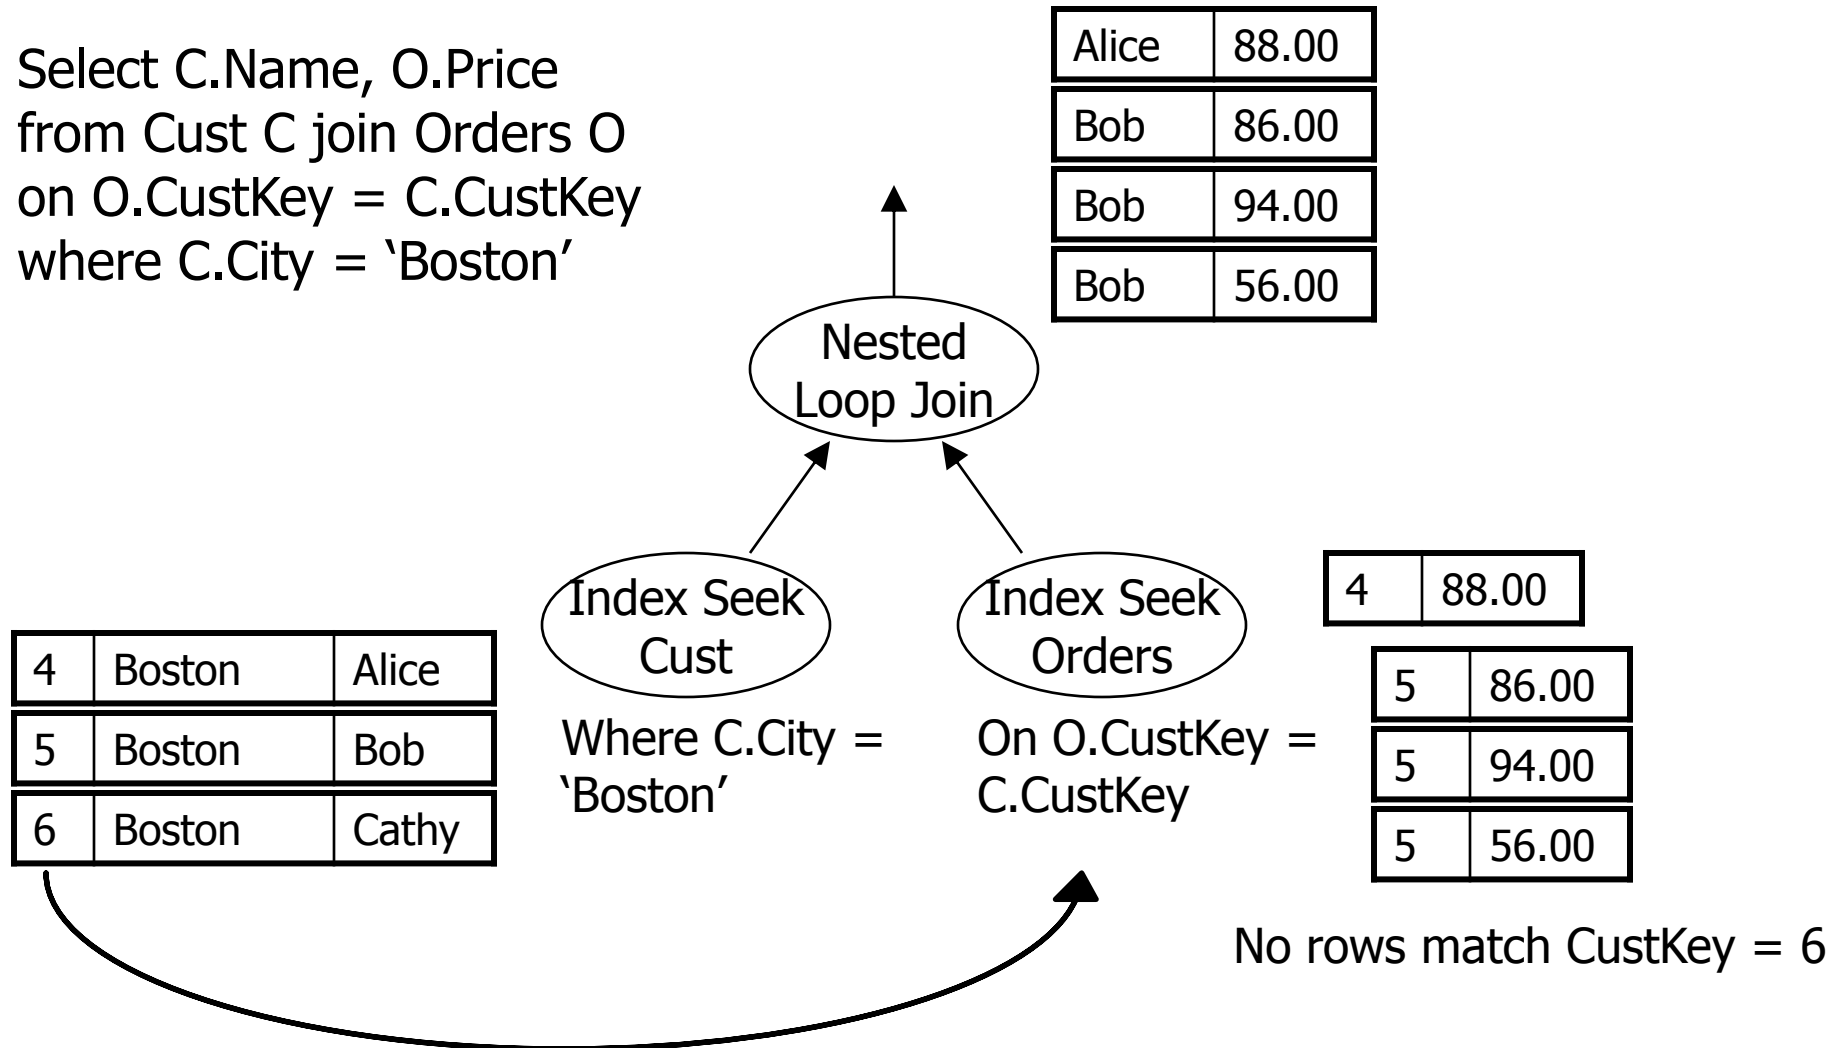 Select C.Name, O.Price
from Cust C join Orders O
on O.CustKey = C.CustKey
where C.City = ‘Boston’
Alice 88.00
Bob 86.00
Bob 94.00
Bob 56.00
Nested
Loop Join
Index Seek
Cust
Index Seek
Orders
4 88.00
4 Boston Alice
5 Boston Bob
6 Boston Cathy
Where C.City =
‘Boston’
On O.CustKey =
C.CustKey
5 86.00
5 94.00
5 56.00
No rows match CustKey = 6